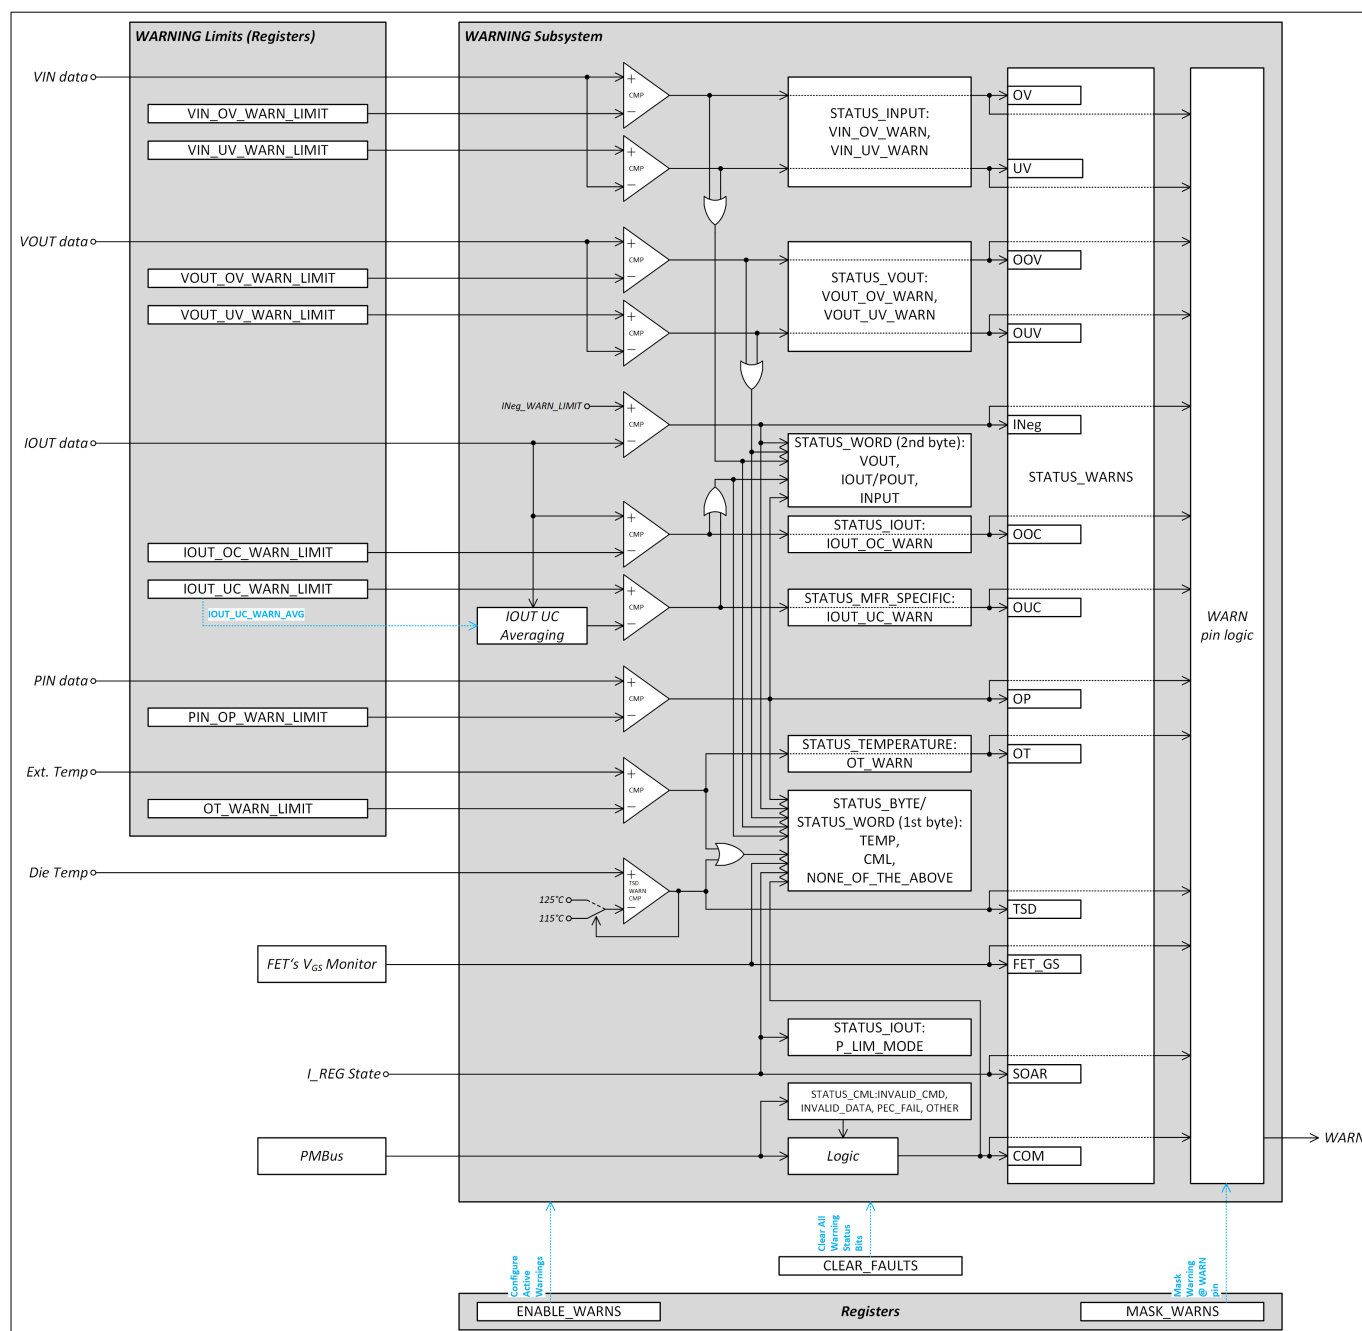 WARNING Limits (Registers)
WARNING Subsystem
VIN data
VIN_OV_WARN_LIMIT
VIN_UV_WARN_LIMIT
+
CMP
−
+
CMP
−
STATUS_INPUT:
VIN_OV_WARN,
VIN_UV_WARN
OV
UV
VOUT data
VOUT_OV_WARN_LIMIT
VOUT_UV_WARN_LIMIT
+
CMP
−
+
CMP
−
STATUS_VOUT:
VOUT_OV_WARN,
VOUT_UV_WARN
OOV
OUV
INeg_WARN_LIMIT
IOUT data
+
CMP
−
INeg
STATUS_WORD (2nd byte):
VOUT,
IOUT/POUT,
INPUT
STATUS_WARNS
IOUT_OC_WARN_LIMIT
+
CMP
−
STATUS_IOUT:
IOUT_OC_WARN
OOC
IOUT_UC_WARN_LIMIT
IOUT_UC_WARN_AVG
IOUT UC
Averaging
+
CMP
−
STATUS_MFR_SPECIFIC:
IOUT_UC_WARN
OUC
WARN
pin logic
PIN data
PIN_OP_WARN_LIMIT
+
CMP
−
OP
Ext. Temp
OT_WARN_LIMIT
+
CMP
−
STATUS_TEMPERATURE:
OT_WARN
OT
STATUS_BYTE/
STATUS_WORD (1st byte):
TEMP,
CML,
NONE_OF_THE_ABOVE
Die Temp
125°C
115°C
+
TSD
WARN
CMP
−
TSD
FET‘s VGS Monitor
FET_GS
STATUS_IOUT:
P_LIM_MODE
I_REG State
SOAR
STATUS_CML:INVALID_CMD,
INVALID_DATA, PEC_FAIL, OTHER
PMBus
Logic
COM
WARN
Configure
Active
Warnings
Clear All
Warning
Status
Bits
Mask
Warning
@ WARN
pin
CLEAR_FAULTS
ENABLE_WARNS
Registers
MASK_WARNS